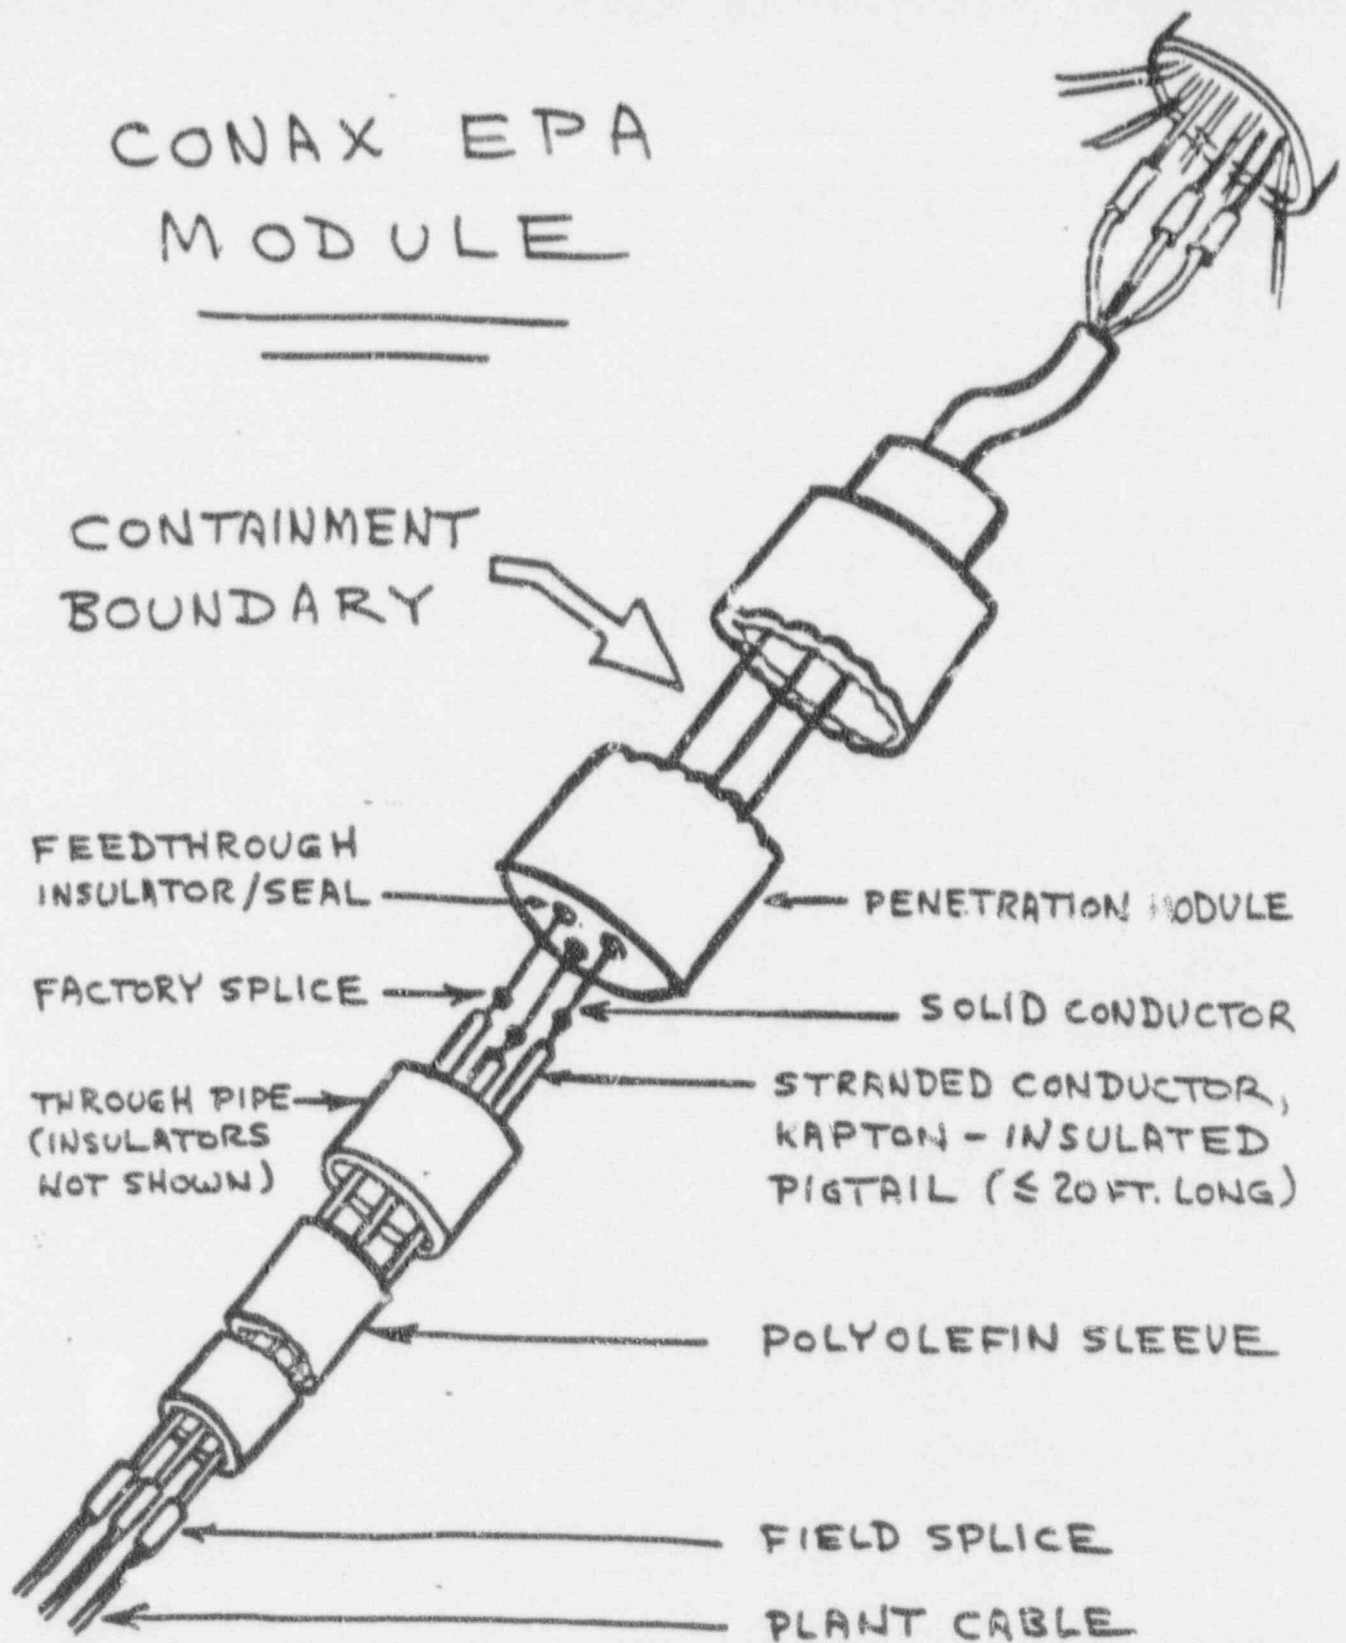 CONAX EPA
MODULE
CONTAINMENT
BOUNDARY
FEEDTHROUGH
INSULATOR/SEAL
PENETRATION MODULE
FACTORY SPLICE
SOLID CONDUCTOR
THROUGH PIPE
(INSULATORS
NOT SHOWN)
STRANDED CONDUCTOR,
KAPTON - INSULATED
PIGTAIL (≤ 20 FT. LONG)
POLYOLEFIN SLEEVE
FIELD SPLICE
PLANT CABLE